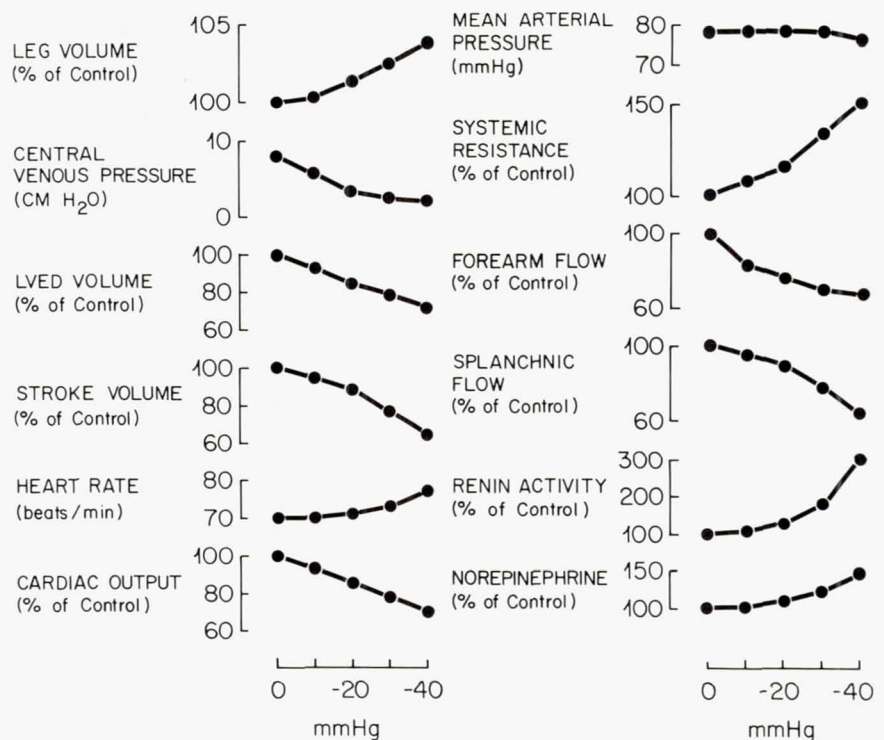 LEG VOLUME
(% of Control)
105
100
CENTRAL
VENOUS PRESSURE
(CM H₂O)
10
0
LVED VOLUME
(% of Control)
100
80
60
STROKE VOLUME
(% of Control)
100
80
60
HEART RATE
(beats/min)
80
70
CARDIAC OUTPUT
(% of Control)
100
80
60
0 -20 -40
mmHg
MEAN ARTERIAL
PRESSURE
(mmHg)
80
70
SYSTEMIC
RESISTANCE
(% of Control)
150
100
FOREARM FLOW
(% of Control)
100
60
SPLANCHNIC
FLOW
(% of Control)
100
60
RENIN ACTIVITY
(% of Control)
300
200
100
NOREPINEPHRINE
(% of Control)
150
100
0 -20 -40
mmHg